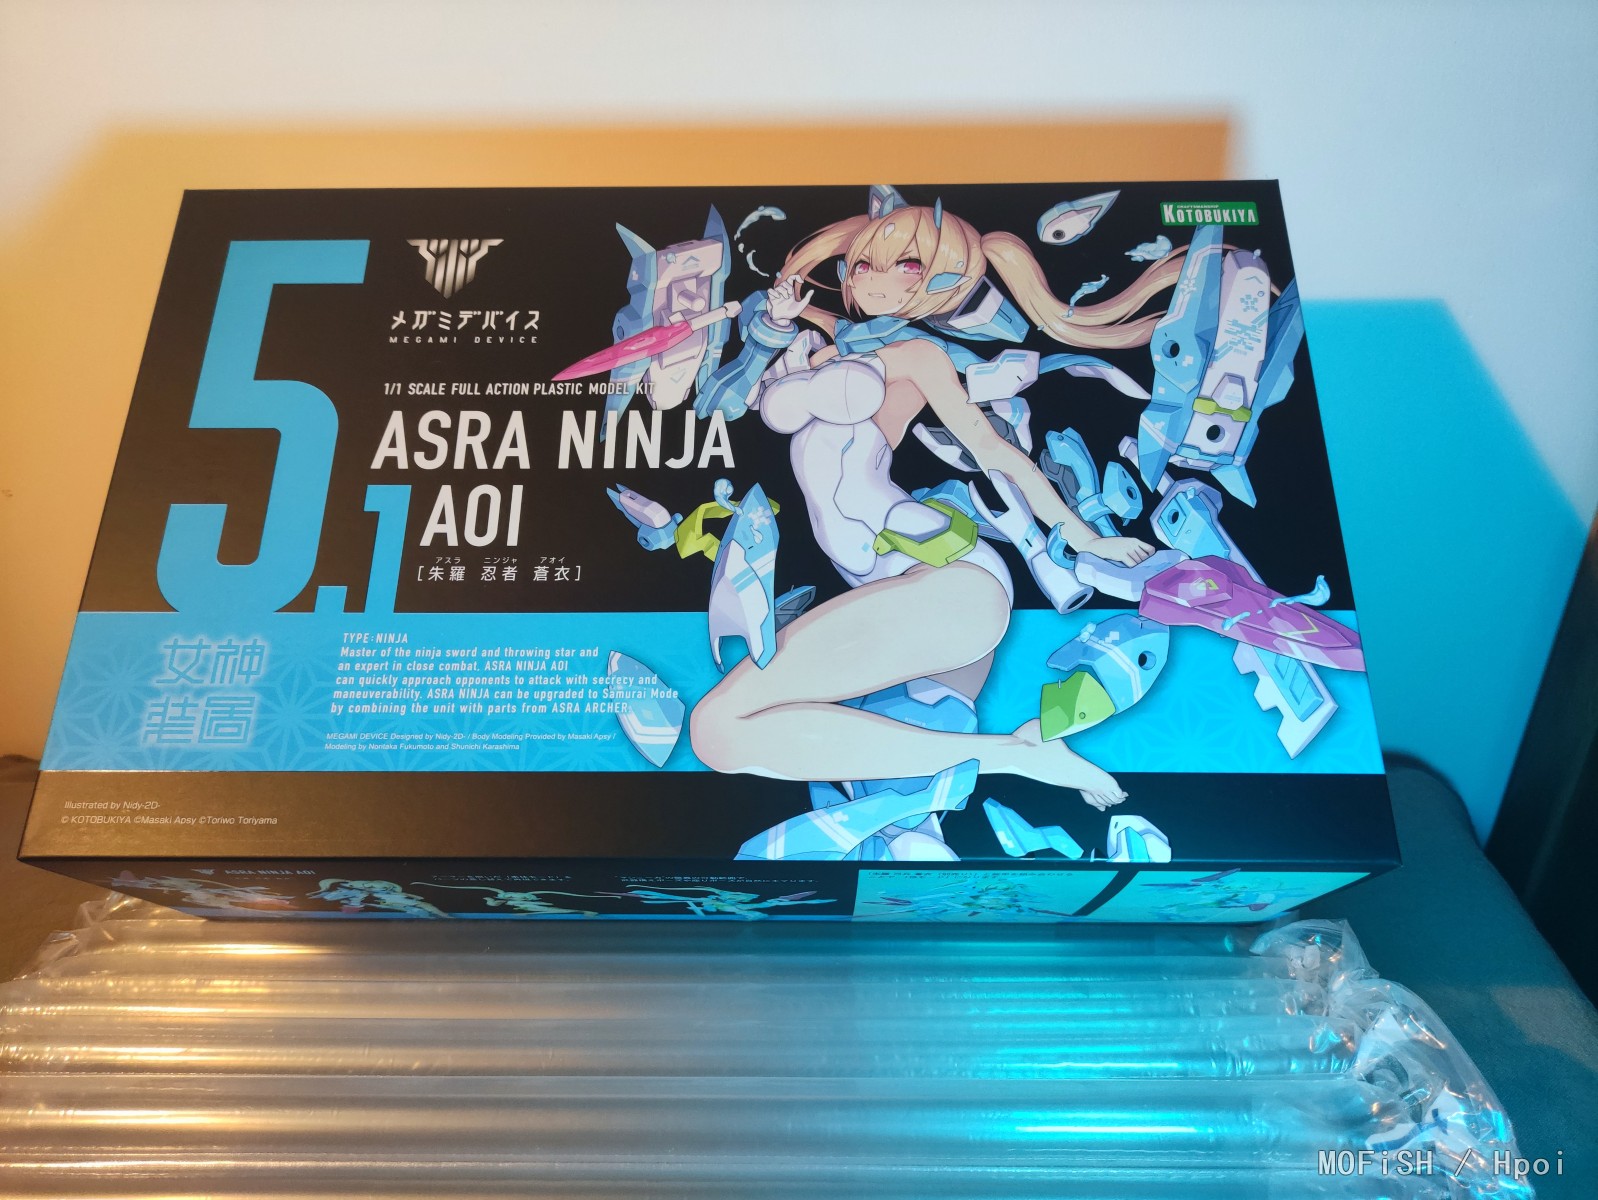 5.1
メガミデバイス
MEGAMI DEVICE
1/1 SCALE FULL ACTION PLASTIC MODEL KIT
ASRA NINJA
AOI
アスラ ニンジャ アオイ
[朱羅 忍者 蒼衣]
CRAFTSMANSHIP
KOTOBUKIYA
女神
装圖
TYPE:NINJA
Master of the ninja sword and throwing star and
an expert in close combat, ASRA NINJA AOI
can quickly approach opponents to attack with secrecy and
maneuverability. ASRA NINJA can be upgraded to Samurai Mode
by combining the unit with parts from ASRA ARCHER.
MEGAMI DEVICE Designed by Nidy-2D- / Body Modeling Provided by Masaki Apsy /
Modeling by Noritaka Fukumoto and Shunichi Karashima
Illustrated by Nidy-2D-
© KOTOBUKIYA ©Masaki Apsy ©Toriwo Toriyama
ASRA NINJA AOI
MOFiSH / Hpoi